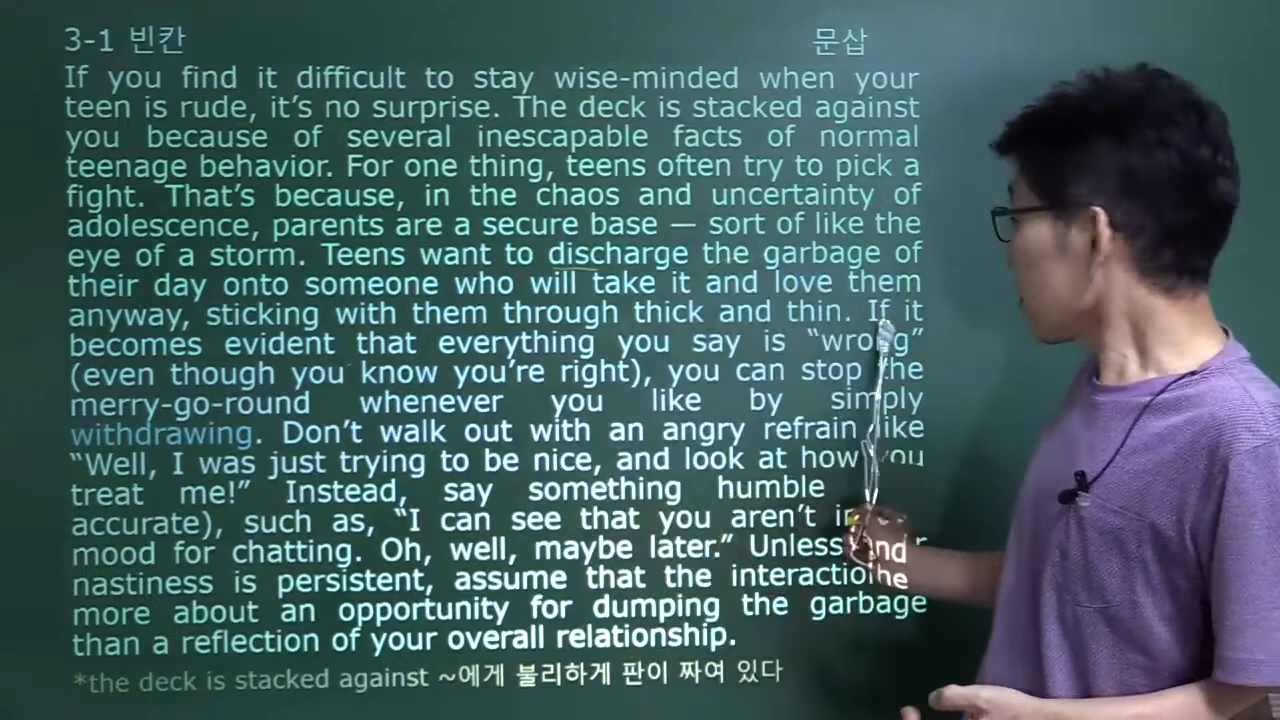 3-1 빈칸 문삽
If you find it difficult to stay wise-minded when your
teen is rude, it's no surprise. The deck is stacked against
you because of several inescapable facts of normal
teenage behavior. For one thing, teens often try to pick a
fight. That's because, in the chaos and uncertainty of
adolescence, parents are a secure base — sort of like the
eye of a storm. Teens want to discharge the garbage of
their day onto someone who will take it and love them
anyway, sticking with them through thick and thin. If it
becomes evident that everything you say is “wrong”
(even though you know you're right), you can stop the
merry-go-round whenever you like by simply
withdrawing. Don't walk out with an angry refrain like
“Well, I was just trying to be nice, and look at how you
treat me!” Instead, say something humble
accurate), such as, “I can see that you aren't
mood for chatting. Oh, well, maybe later.” Unless
nastiness is persistent, assume that the interaction
more about an opportunity for dumping the garbage
than a reflection of your overall relationship.
*the deck is stacked against ~에게 불리하게 판이 짜여 있다